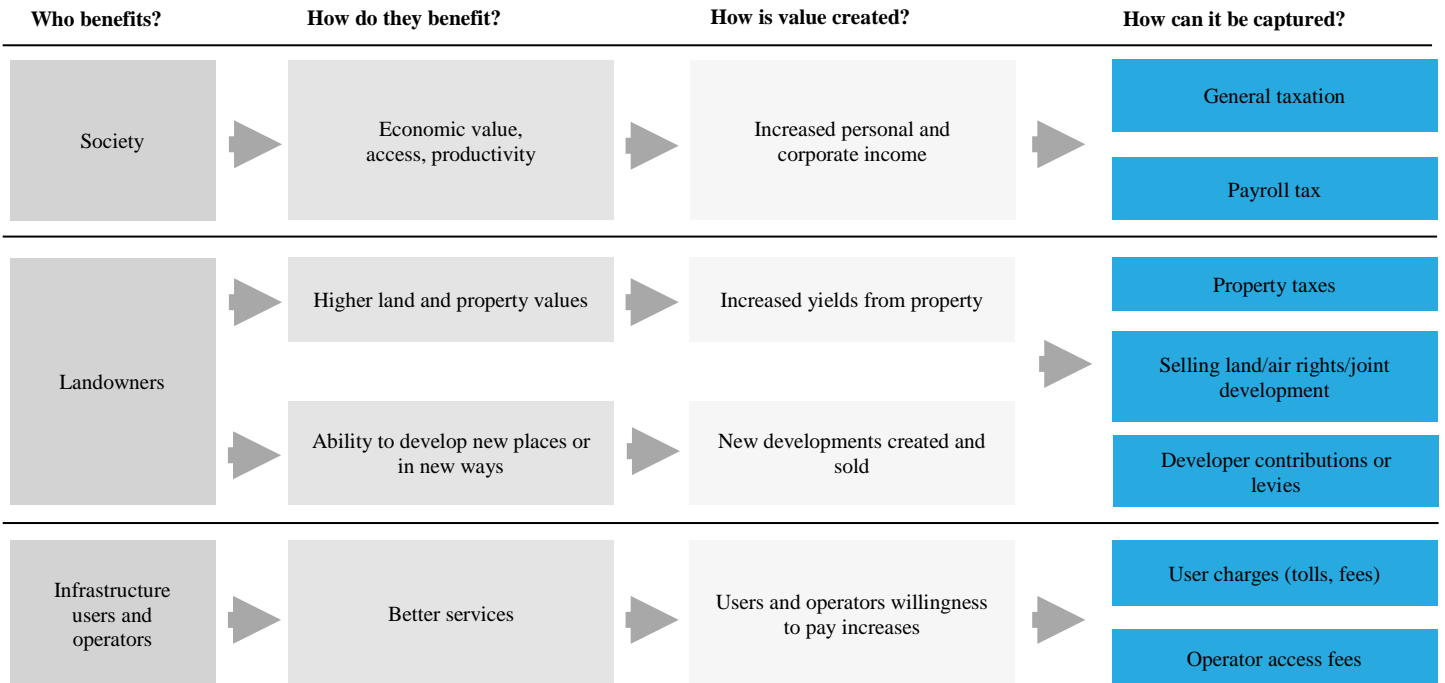 Who benefits?
How do they benefit?
How is value created?
How can it be captured?
Society
Economic value,
access, productivity
Increased personal and
corporate income
General taxation
Payroll tax
Landowners
Higher land and property values
Increased yields from property
Ability to develop new places or
in new ways
New developments created and
sold
Property taxes
Selling land/air rights/joint
development
Developer contributions or
levies
Infrastructure
users and
operators
Better services
Users and operators willingness
to pay increases
User charges (tolls, fees)
Operator access fees